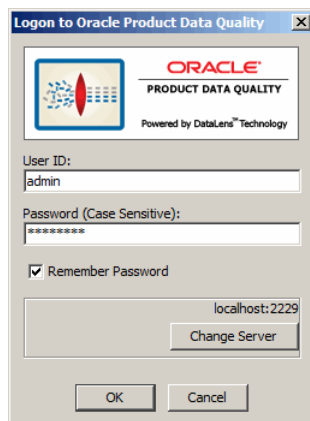 Logon to Oracle Product Data Quality
ORACLE®
PRODUCT DATA QUALITY
Powered by DataLens™ Technology
User ID:
admin
Password (Case Sensitive):
********
Remember Password
localhost:2229
Change Server
OK
Cancel